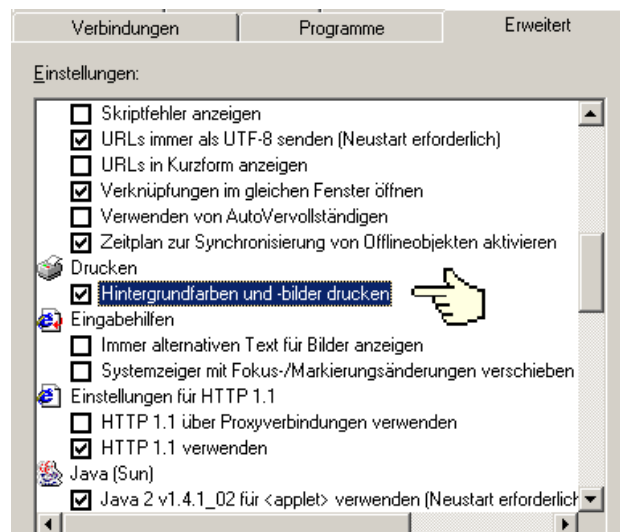 Verbindungen Programme Erweitert
Einstellungen:
Skriptfehler anzeigen
URLs immer als UTF-8 senden (Neustart erforderlich)
URLs in Kurzform anzeigen
Verknüpfungen im gleichen Fenster öffnen
Verwenden von AutoVervollständigen
Zeitplan zur Synchronisierung von Offlineobjekten aktivieren
Drucken
Hintergrundfarben und -bilder drucken
Eingabehilfen
Immer alternativen Text für Bilder anzeigen
Systemzeiger mit Fokus-/Markierungsänderungen verschieben
Einstellungen für HTTP 1.1
HTTP 1.1 über Proxyverbindungen verwenden
HTTP 1.1 verwenden
Java (Sun)
Java 2 v1.4.1_02 für <applet> verwenden (Neustart erforderlich